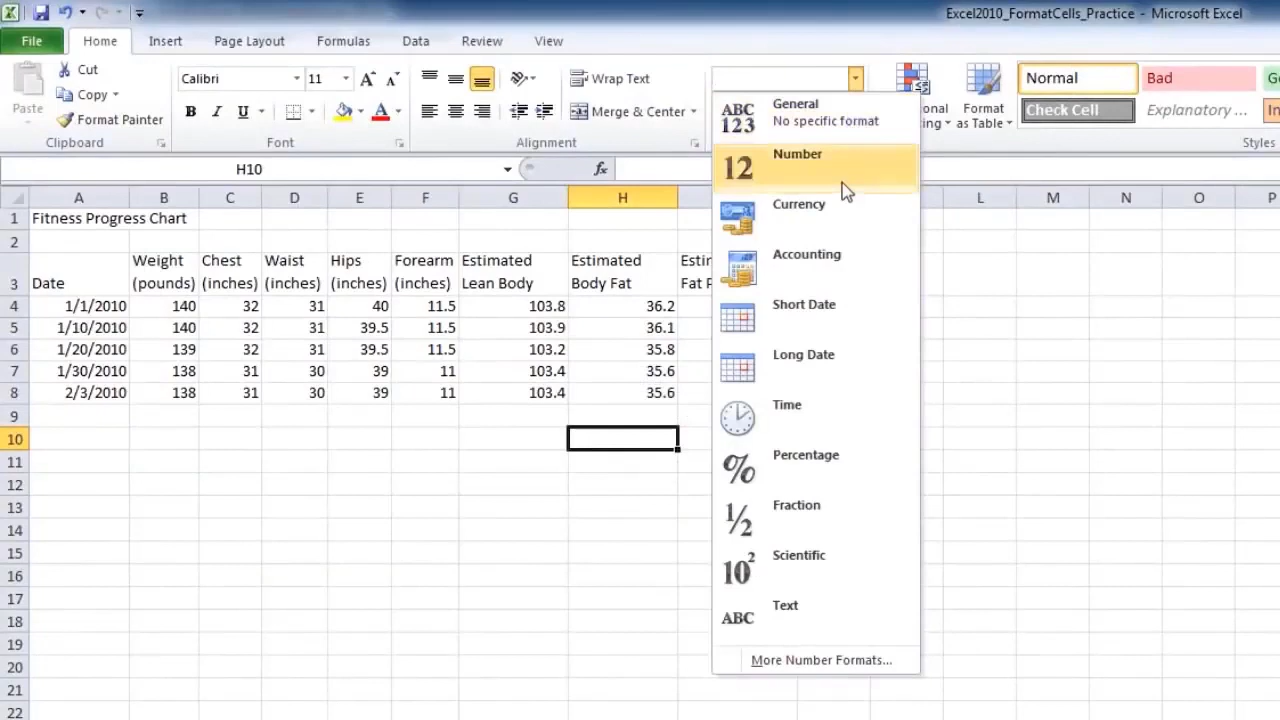 Excel2010_FormatCells_Practice - Microsoft Excel
File Home Insert Page Layout Formulas Data Review View
Paste
Cut
Copy
Format Painter
Clipboard
Calibri 11
B I U A
Font
Wrap Text
Merge & Center
Alignment
Format
as Table
Normal Bad
Check Cell Explanatory ...
Styles
H10 fx
A B C D E F G H L M N O P
1 Fitness Progress Chart
2
Weight Chest Waist Hips Forearm Estimated Estimated
3 Date (pounds) (inches) (inches) (inches) (inches) Lean Body Body Fat
4 1/1/2010 140 32 31 40 11.5 103.8 36.2
5 1/10/2010 140 32 31 39.5 11.5 103.9 36.1
6 1/20/2010 139 32 31 39.5 11.5 103.2 35.8
7 1/30/2010 138 31 30 39 11 103.4 35.6
8 2/3/2010 138 31 30 39 11 103.4 35.6
9
10
11
12
13
14
15
16
17
18
19
20
21
22
ABC
123
General
No specific format
12 Number
Currency
Accounting
Short Date
Long Date
Time
% Percentage
1/2 Fraction
10² Scientific
ABC Text
More Number Formats...